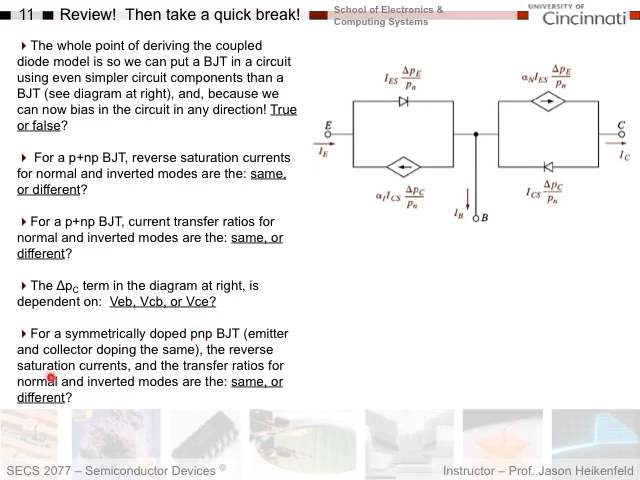 11 Review! Then take a quick break!
School of Electronics &
Computing Systems
UNIVERSITY OF
Cincinnati
The whole point of deriving the coupled
diode model is so we can put a BJT in a circuit
using even simpler circuit components than a
BJT (see diagram at right), and, because we
can now bias in the circuit in any direction! True
or false?
For a p+np BJT, reverse saturation currents
for normal and inverted modes are the: same,
or different?
For a p+np BJT, current transfer ratios for
normal and inverted modes are the: same, or
different?
The ΔpC term in the diagram at right, is
dependent on: Veb, Vcb, or Vce?
For a symmetrically doped pnp BJT (emitter
and collector doping the same), the reverse
saturation currents, and the transfer ratios for
normal and inverted modes are the: same, or
different?
IES ΔpE/pn
αNIES ΔpE/pn
E
C
IE
IC
αIICS ΔpC/pn
ICS ΔpC/pn
IB
B
SECS 2077 – Semiconductor Devices ©
Instructor – Prof. Jason Heikenfeld